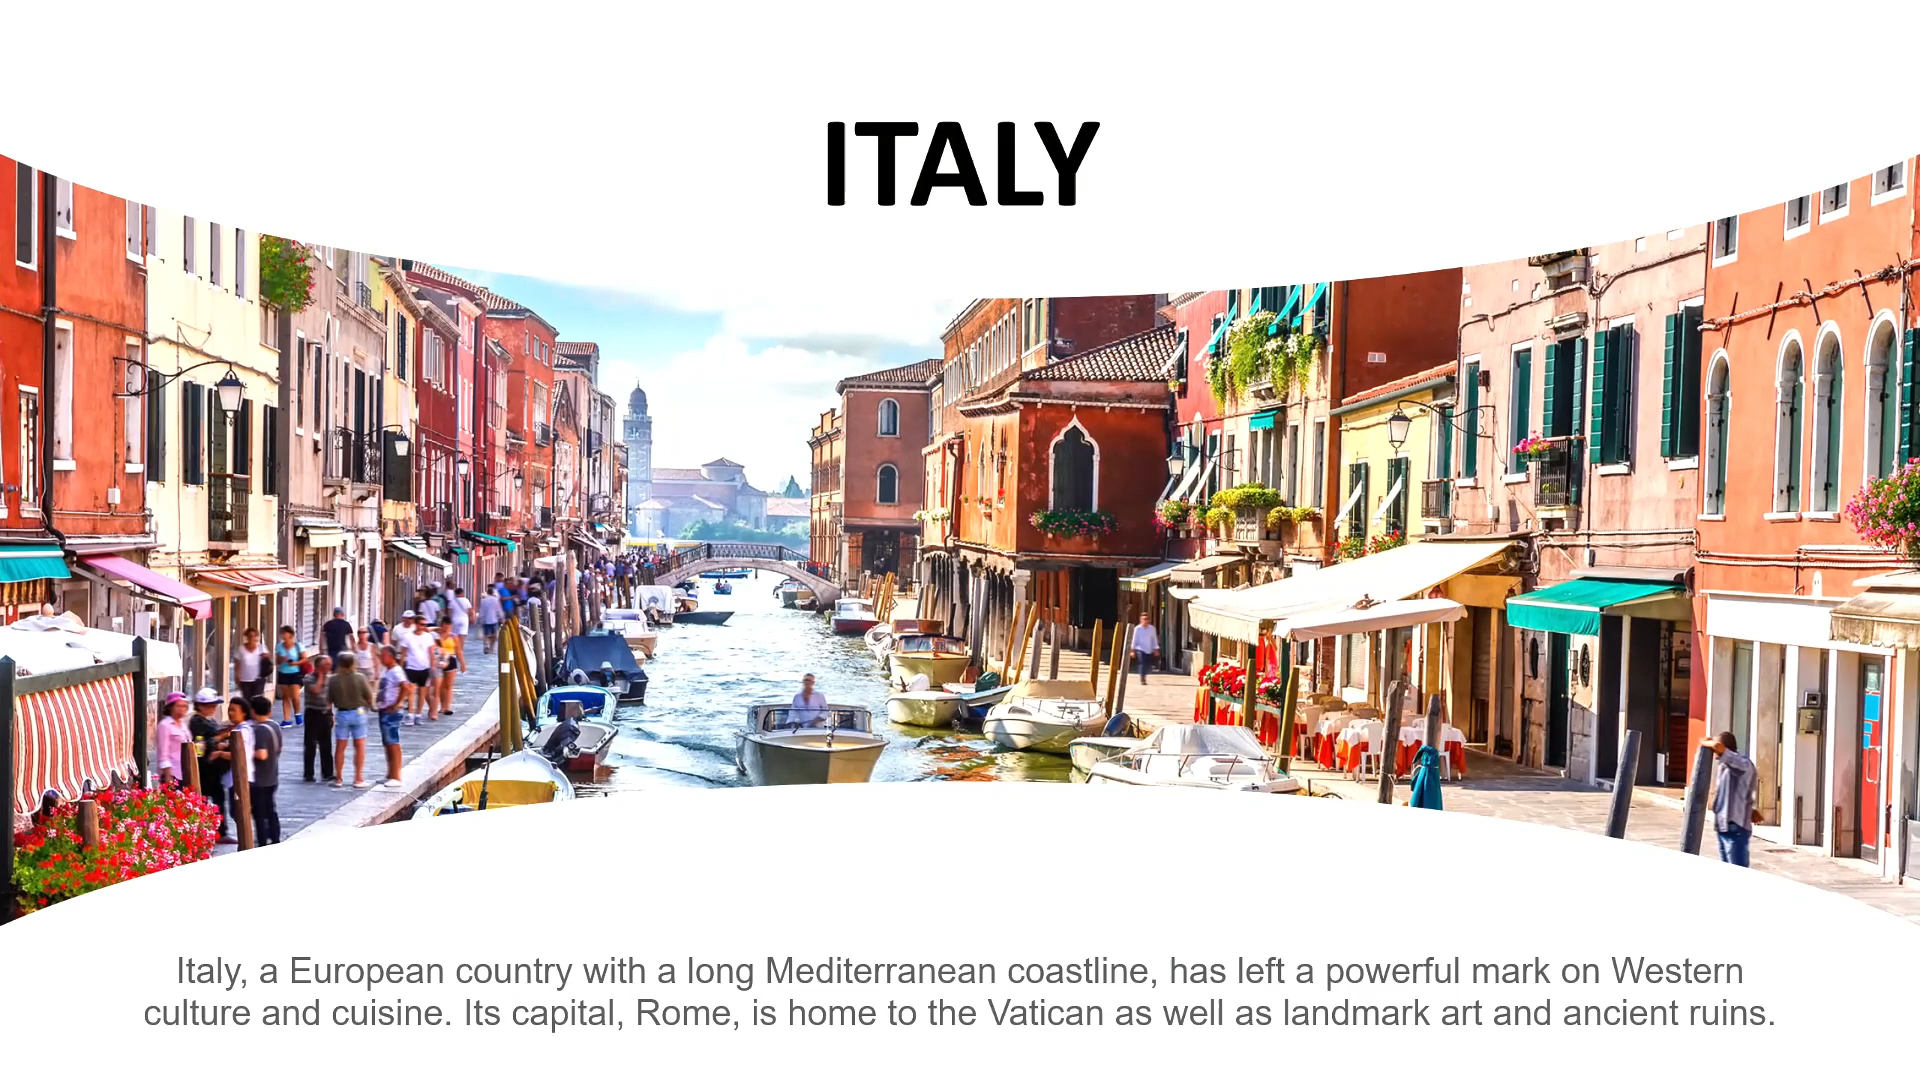 ITALY
Italy, a European country with a long Mediterranean coastline, has left a powerful mark on Western
culture and cuisine. Its capital, Rome, is home to the Vatican as well as landmark art and ancient ruins.